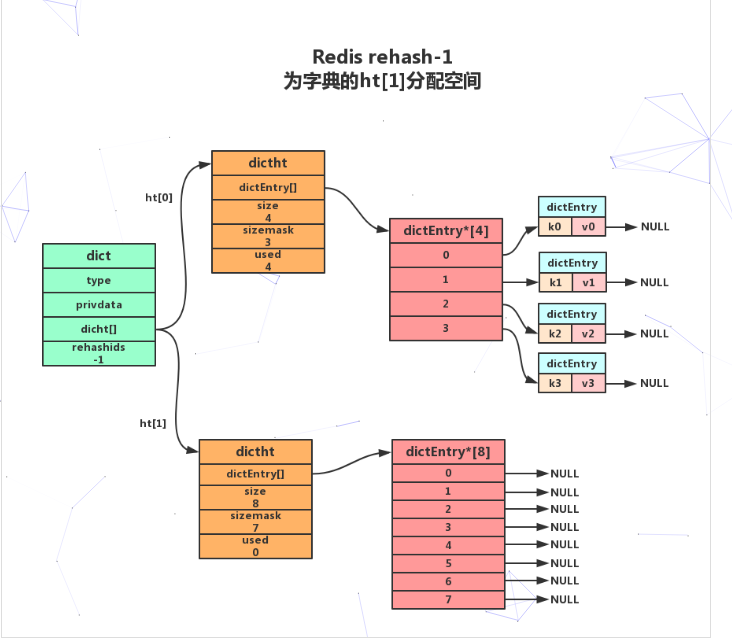 Redis rehash-1
为字典的ht[1]分配空间
ht[0]
dictht
dictEntry[]
size
4
sizemask
3
used
4
dictEntry*[4]
0
1
2
3
dictEntry
k0 v0
NULL
dictEntry
k1 v1
NULL
dictEntry
k2 v2
NULL
dictEntry
k3 v3
NULL
dict
type
privdata
dicht[]
rehashids
-1
ht[1]
dictht
dictEntry[]
size
8
sizemask
7
used
0
dictEntry*[8]
0 NULL
1 NULL
2 NULL
3 NULL
4 NULL
5 NULL
6 NULL
7 NULL